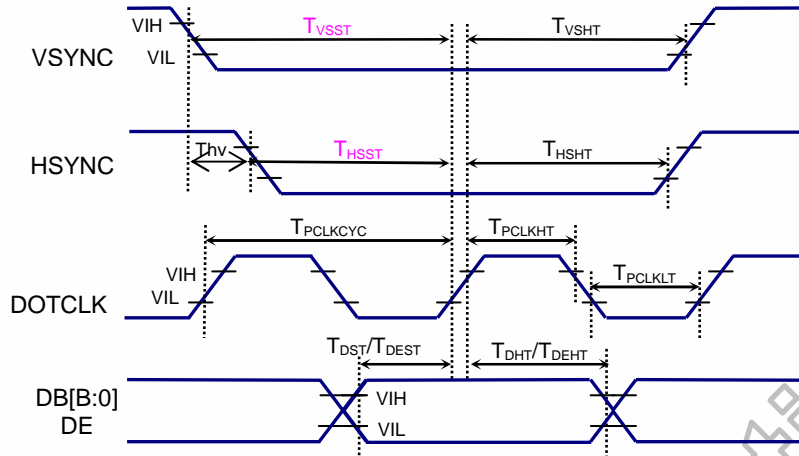 VSYNC
VIH
VIL
TVSST
TVSHT
HSYNC
Thv
THSST
THSHT
DOTCLK
VIH
VIL
TPCLKCYC
TPCLKHT
TPCLKLT
DB[B:0]
DE
TDST/TDEST
TDHT/TDEHT
VIH
VIL